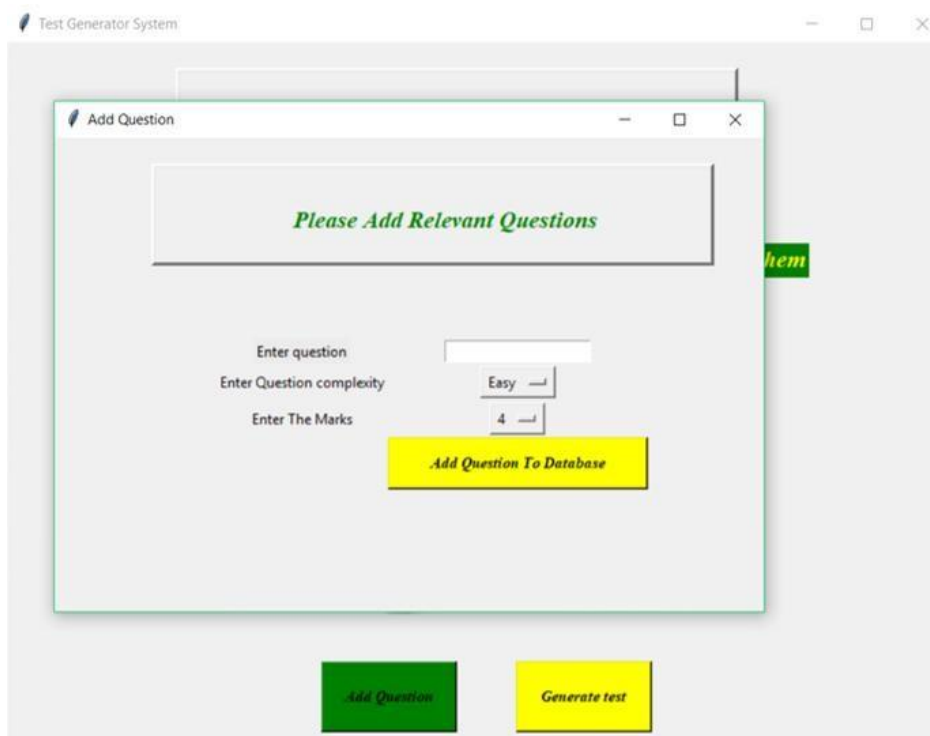 Test Generator System
Add Question
Please Add Relevant Questions
hem
Enter question
Enter Question complexity Easy
Enter The Marks 4
Add Question To Database
Add Question Generate test